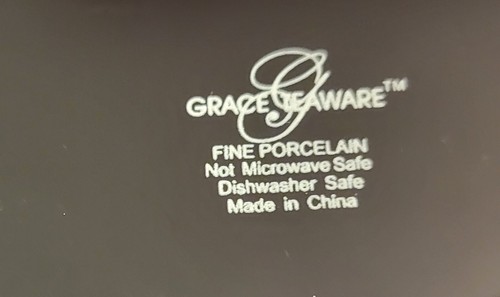 G
GRACE TEAWARE™
FINE PORCELAIN
Not Microwave Safe
Dishwasher Safe
Made in China